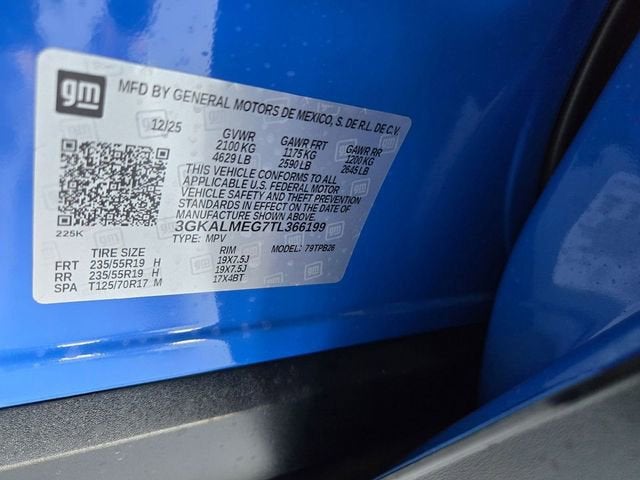 gm
MFD BY GENERAL MOTORS DE MEXICO, S. DE R.L. DE C.V.
12/25 GVWR GAWR FRT GAWR RR
2100 KG 1175 KG 1200 KG
4629 LB 2590 LB 2645 LB
THIS VEHICLE CONFORMS TO ALL
APPLICABLE U.S. FEDERAL MOTOR
VEHICLE SAFETY AND THEFT PREVENTION
STANDARDS IN EFFECT ON THE DATE OF
MANUFACTURE SHOWN ABOVE.
3GKALMEG7TL366199
225K TYPE: MPV MODEL: 79TPB26
TIRE SIZE RIM
FRT 235/55R19 H 19X7.5J
RR 235/55R19 H 19X7.5J
SPA T125/70R17 M 17X4BT